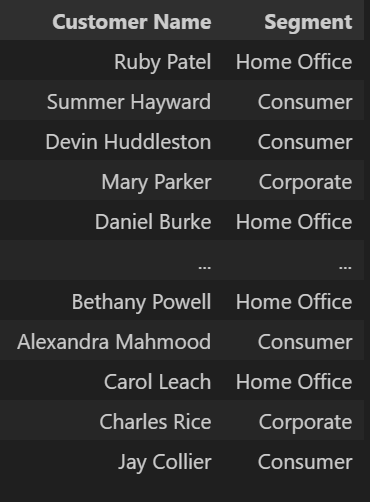 Customer Name Segment
Ruby Patel Home Office
Summer Hayward Consumer
Devin Huddleston Consumer
Mary Parker Corporate
Daniel Burke Home Office
... ...
Bethany Powell Home Office
Alexandra Mahmood Consumer
Carol Leach Home Office
Charles Rice Corporate
Jay Collier Consumer